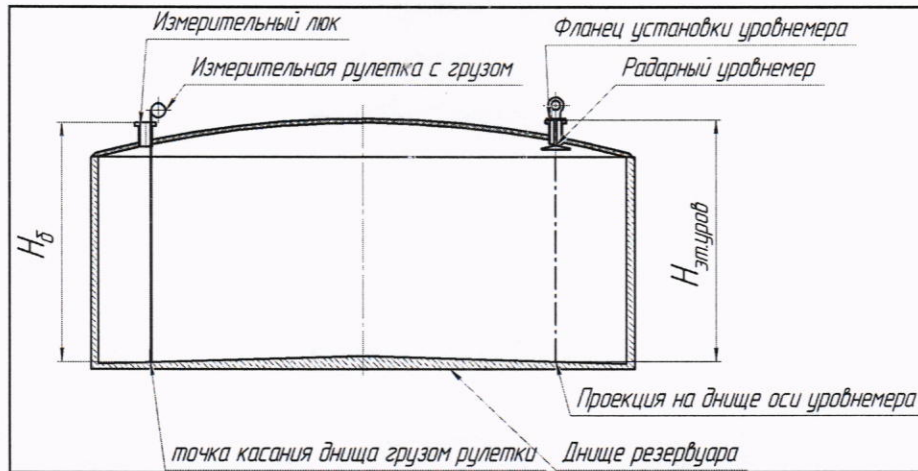 Измерительный люк
Фланец установки уровнемера
Измерительная рулетка с грузом
Радарный уровнемер
Hб
Hэт.уров
Проекция на днище оси уровнемера
точка касания днища грузом рулетки
Днище резервуара